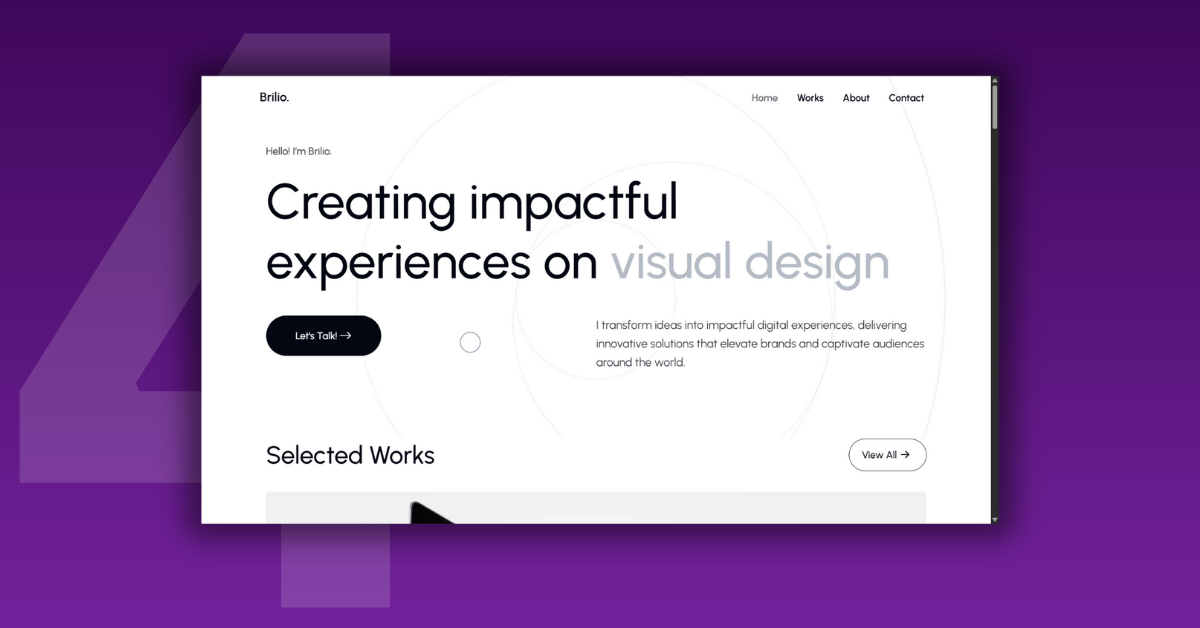 4
Brilio.
Home Works About Contact
Hello! I'm Brilio.
Creating impactful
experiences on visual design
Let's Talk! →
I transform ideas into impactful digital experiences, delivering
innovative solutions that elevate brands and captivate audiences
around the world.
Selected Works
View All →